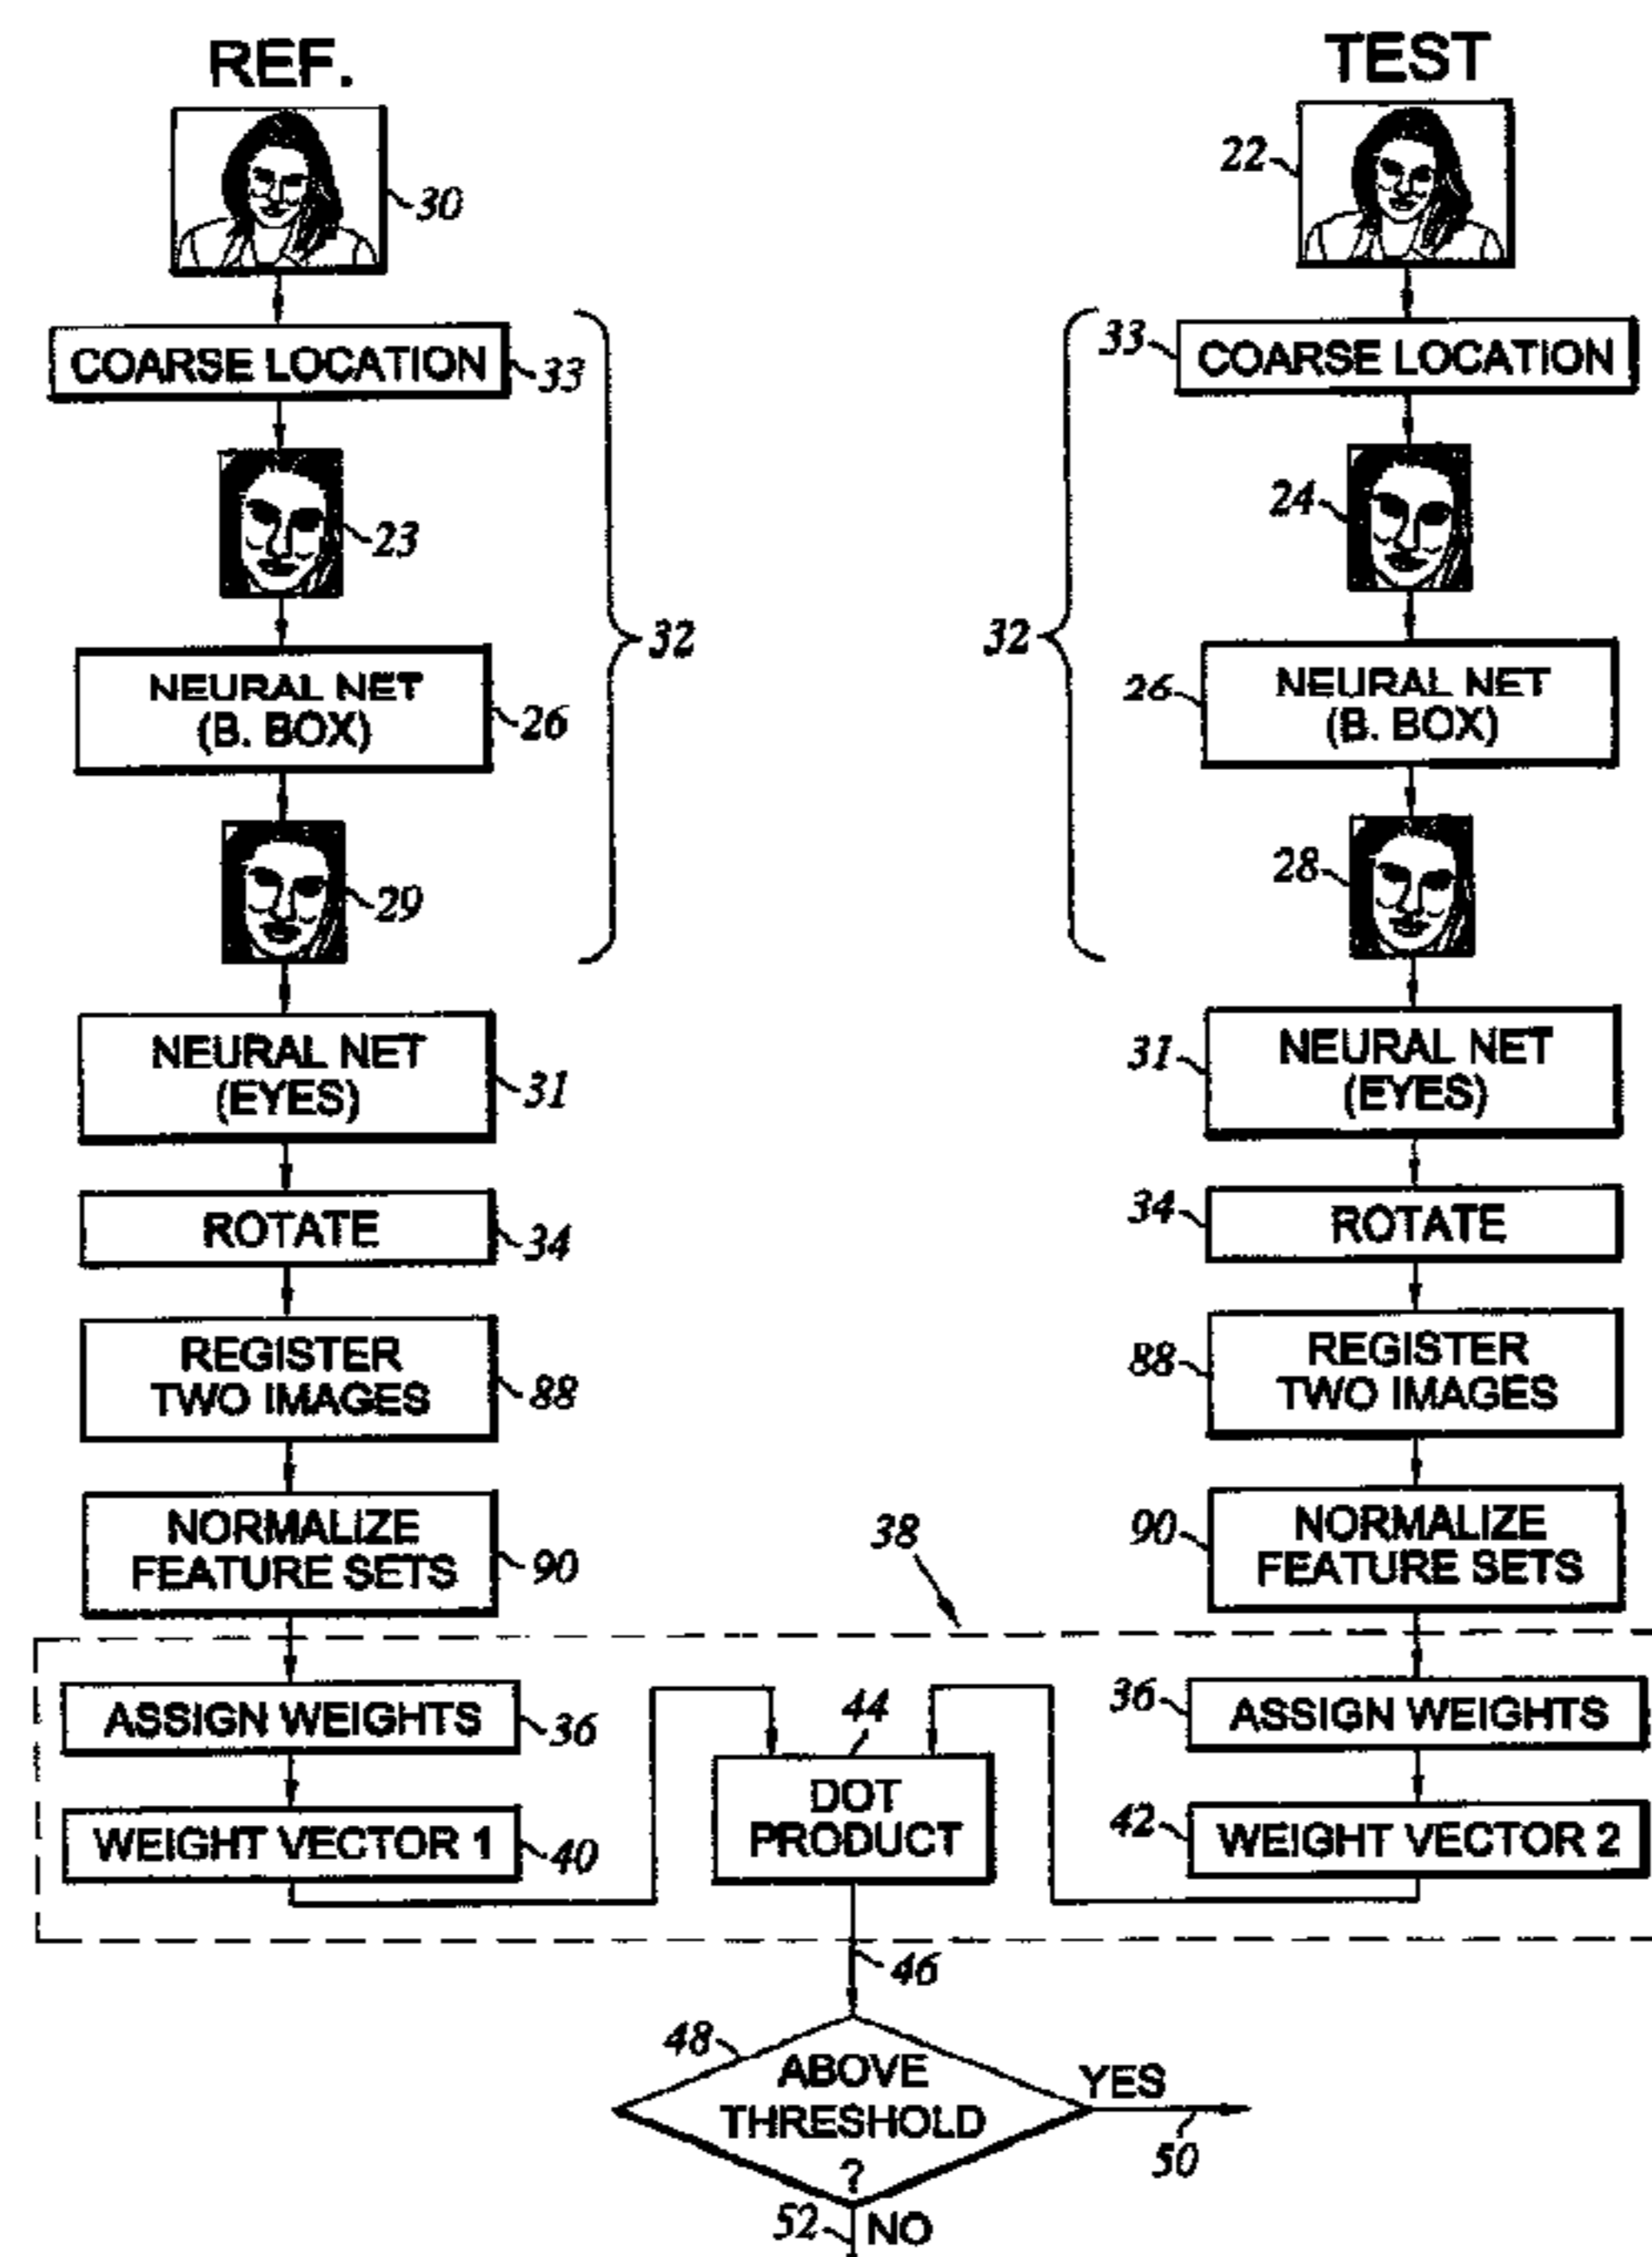 REF.
30
COARSE LOCATION
33
23
32
NEURAL NET
(B. BOX)
26
29
NEURAL NET
(EYES)
31
ROTATE
34
REGISTER
TWO IMAGES
88
NORMALIZE
FEATURE SETS
90
ASSIGN WEIGHTS
36
WEIGHT VECTOR 1
40
TEST
22
33
COARSE LOCATION
24
32
26
NEURAL NET
(B. BOX)
28
31
NEURAL NET
(EYES)
34
ROTATE
88
REGISTER
TWO IMAGES
90
NORMALIZE
FEATURE SETS
36
ASSIGN WEIGHTS
42
WEIGHT VECTOR 2
38
44
DOT
PRODUCT
46
48
ABOVE
THRESHOLD
?
YES
50
52
NO